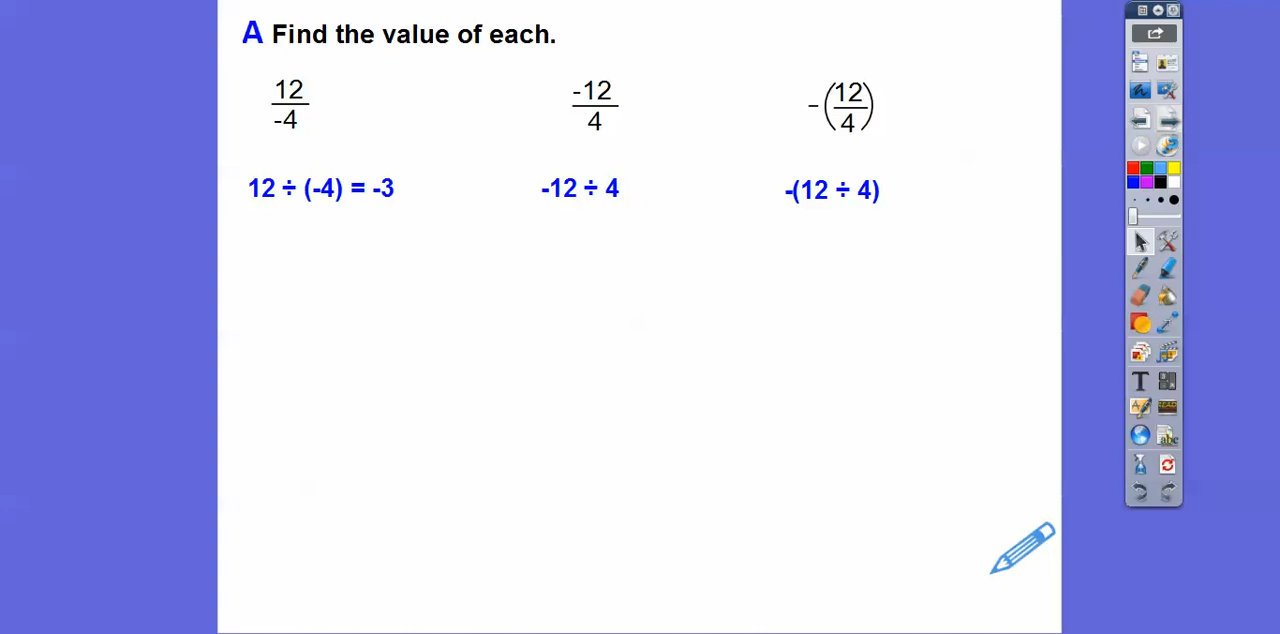 A Find the value of each.
12/-4 -12/4 -(12/4)
12 ÷ (-4) = -3 -12 ÷ 4 -(12 ÷ 4)